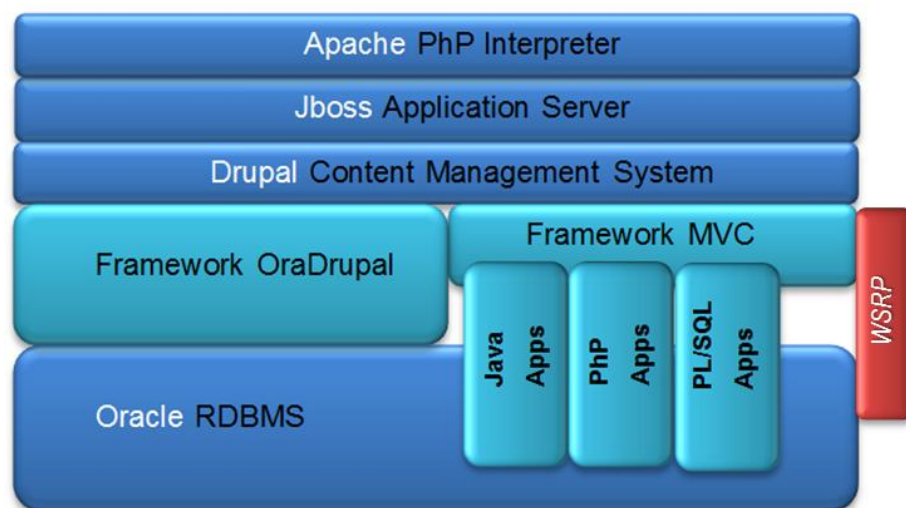 Apache PhP Interpreter
Jboss Application Server
Drupal Content Management System
Framework OraDrupal
Framework MVC
Java Apps
PhP Apps
PL/SQL Apps
WSRP
Oracle RDBMS